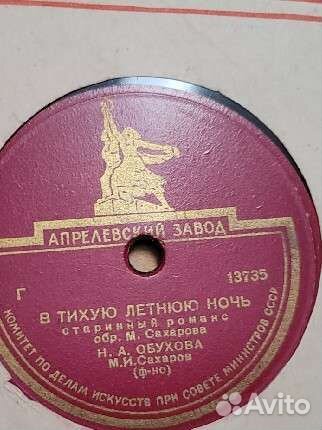 АПРЕЛЕВСКИЙ ЗАВОД
13735
Г
В ТИХУЮ ЛЕТНЮЮ НОЧЬ
старинный романс
обр. М. Сахарова
Н. А. ОБУХОВА
М.И.Сахаров
(ф-но)
КОМИТЕТ ПО ДЕЛАМ ИСКУССТВ ПРИ СОВЕТЕ МИНИСТРОВ СССР
Avito